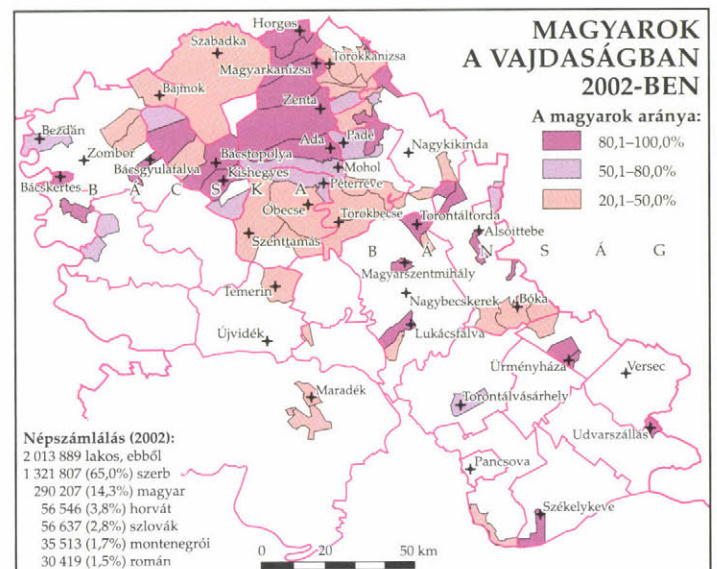 MAGYAROK
A VAJDASÁGBAN
2002-BEN
A magyarok aránya:
80,1–100,0%
50,1–80,0%
20,1–50,0%
Horgos
Szabadka
Magyarkanizsa
Törökkanizsa
Bajmok
Zenta
Bezdán
Ada
Padé
Zombor
Nagykikinda
Bácstopolya
Bácsgyulafalva
Mohol
Kishegyes
Bácskertes
Péterréve
B Á C S K A
Óbecse
Törökbecse
Torontáltorda
Alsóittebe
Szenttamás
B Á N S Á G
Magyarszentmihály
Temerin
Nagybecskerek
Bóka
Újvidék
Lukácsfalva
Ürményháza
Versec
Maradék
Torontálvásárhely
Udvarszállás
Pancsova
Székelykeve
Népszámlálás (2002):
2 013 889 lakos, ebből
1 321 807 (65,0%) szerb
290 207 (14,3%) magyar
56 546 (3,8%) horvát
56 637 (2,8%) szlovák
35 513 (1,7%) montenegrói
30 419 (1,5%) román
0 20 50 km